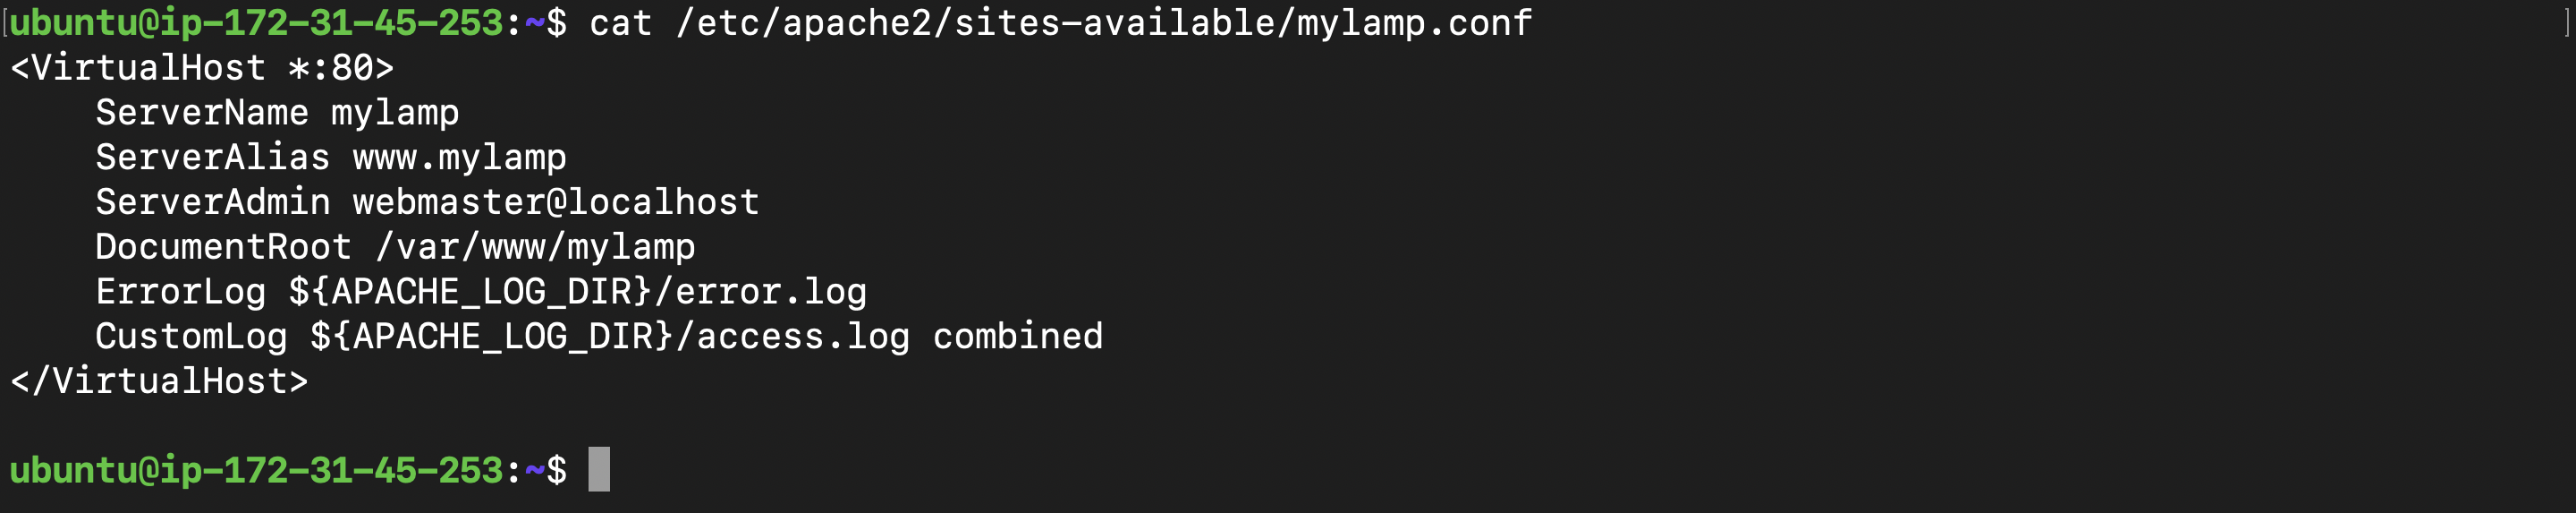 [ubuntu@ip-172-31-45-253:~$ cat /etc/apache2/sites-available/mylamp.conf ]
<VirtualHost *:80>
    ServerName mylamp
    ServerAlias www.mylamp
    ServerAdmin webmaster@localhost
    DocumentRoot /var/www/mylamp
    ErrorLog ${APACHE_LOG_DIR}/error.log
    CustomLog ${APACHE_LOG_DIR}/access.log combined
</VirtualHost>
ubuntu@ip-172-31-45-253:~$